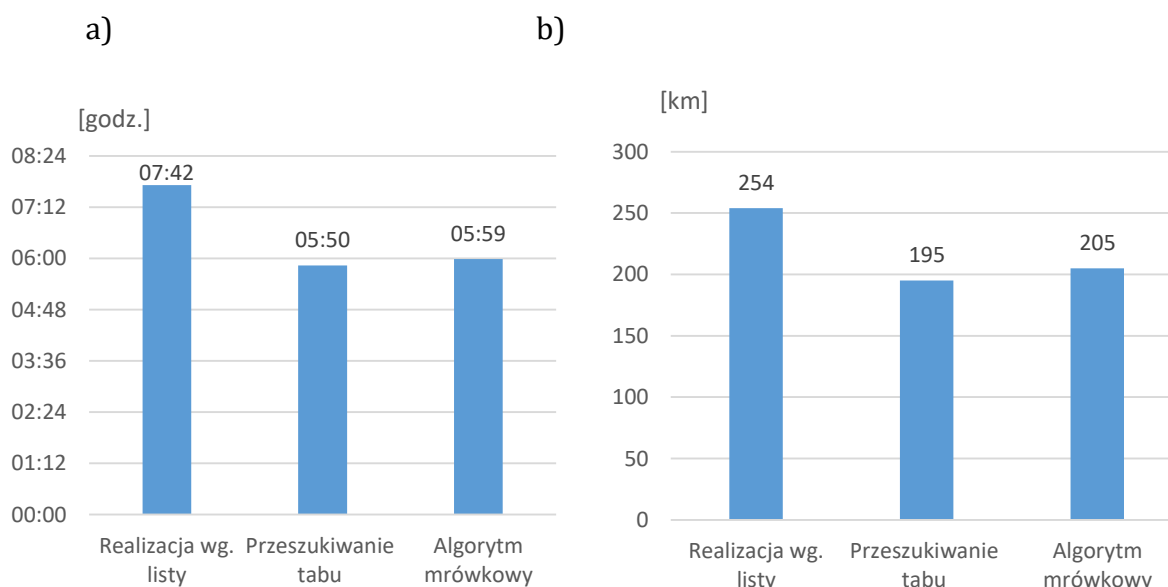 a)
[godz.]
08:24
07:12
06:00
04:48
03:36
02:24
01:12
00:00
07:42
05:50
05:59
Realizacja wg.
listy
Przeszukiwanie
tabu
Algorytm
mrówkowy
b)
[km]
300
250
200
150
100
50
0
254
195
205
Realizacja wg.
listy
Przeszukiwanie
tabu
Algorytm
mrówkowy